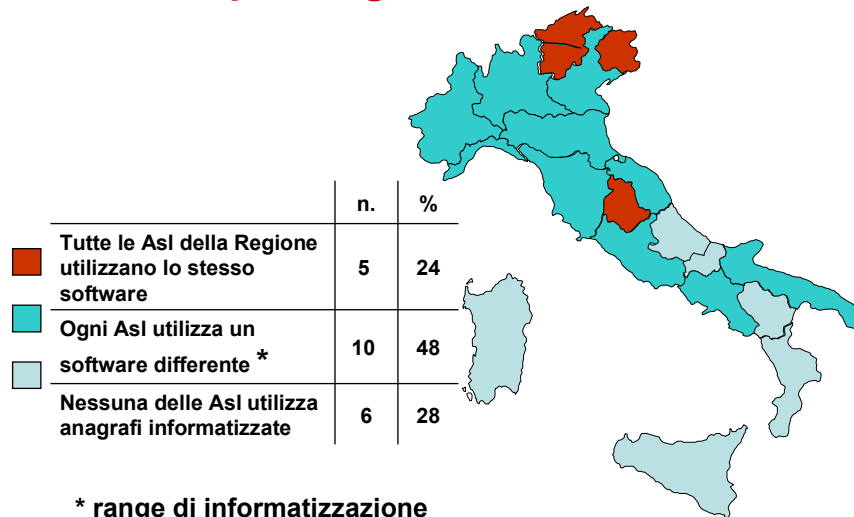 n. %
Tutte le Asl della Regione
utilizzano lo stesso
software
5 24
Ogni Asl utilizza un
software differente *
10 48
Nessuna delle Asl utilizza
anagrafi informatizzate
6 28
* range di informatizzazione